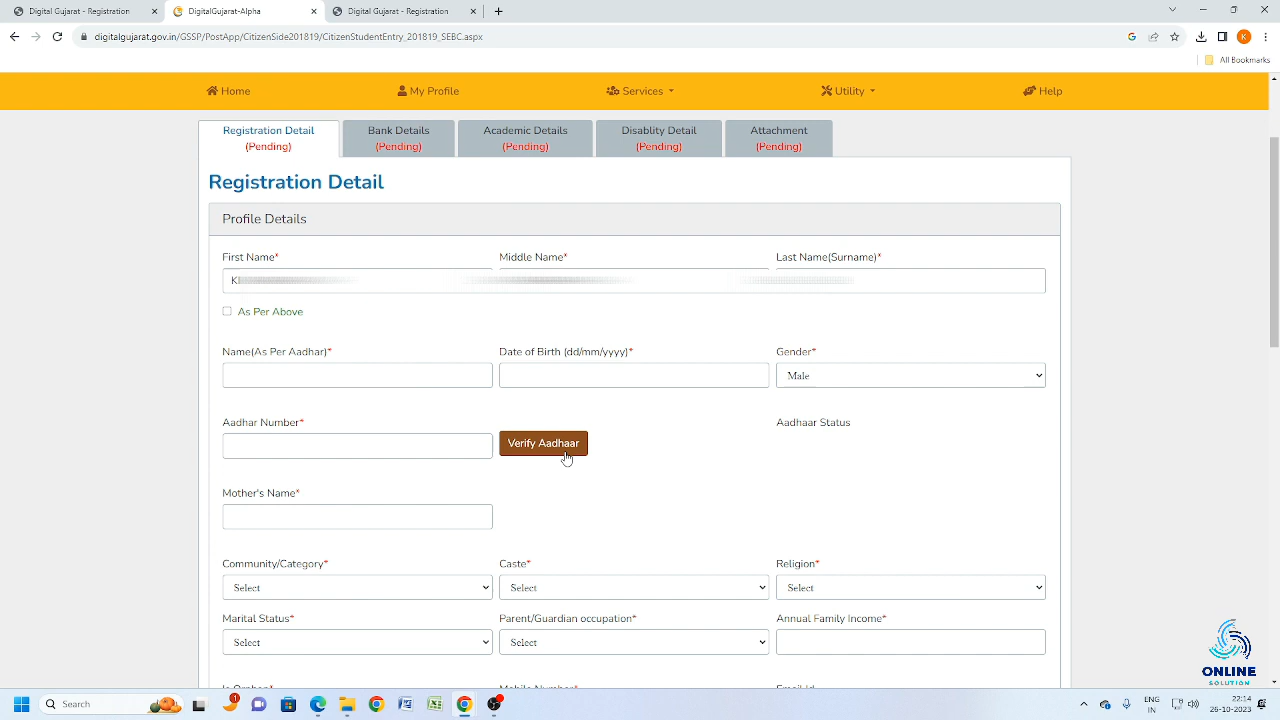 Digital Gujarat - Registration
DigitalGujarat-Alpha
Digital Gujarat - Registration
digitalgujarat.gov.in/GSSP/PostApp/CitizenSide201819/CitizenStudentEntry_201819_SEBC.aspx
All Bookmarks
Home My Profile Services Utility Help
Registration Detail Bank Details Academic Details Disablity Detail Attachment
(Pending) (Pending) (Pending) (Pending) (Pending)
Registration Detail
Profile Details
First Name* Middle Name* Last Name(Surname)*
As Per Above
Name(As Per Aadhar)* Date of Birth (dd/mm/yyyy)* Gender*
Male
Aadhar Number* Aadhaar Status
Verify Aadhaar
Mother's Name*
Community/Category* Caste* Religion*
Select Select Select
Marital Status* Parent/Guardian occupation* Annual Family Income*
Select Select
ONLINE
SOLUTION
Search
1
ENG
IN
22:14
26-10-2023